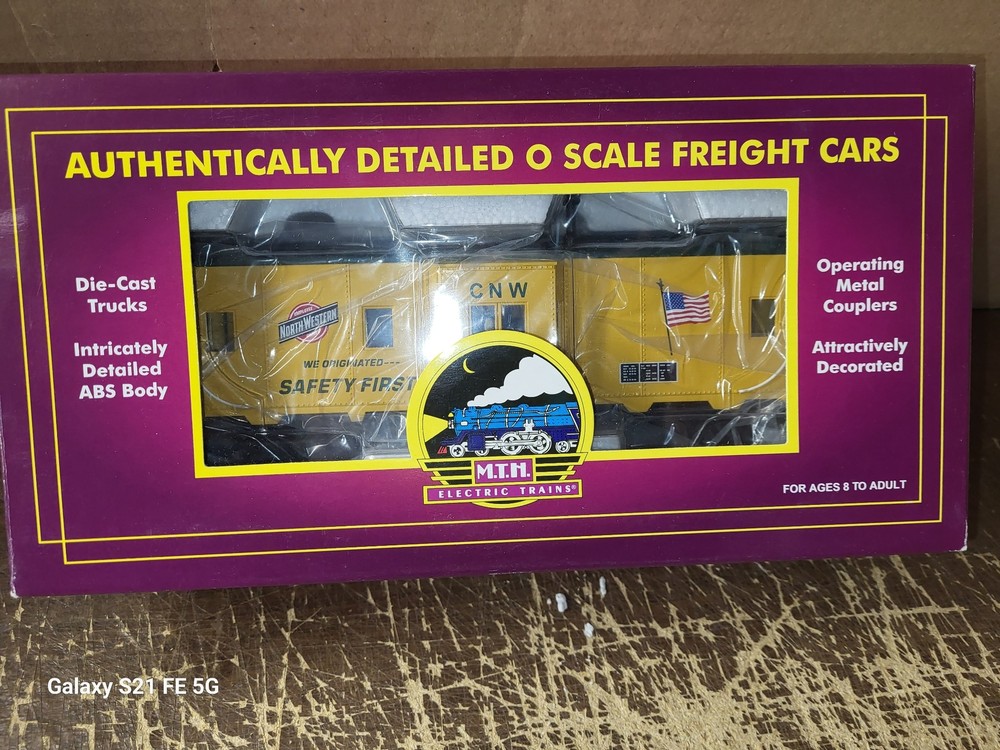 AUTHENTICALLY DETAILED O SCALE FREIGHT CARS
Die-Cast
Trucks
Intricately
Detailed
ABS Body
Operating
Metal
Couplers
Attractively
Decorated
CNW
NORTH WESTERN
WE ORIGINATED---
SAFETY FIRST
M.T.H.
ELECTRIC TRAINS®
FOR AGES 8 TO ADULT
Galaxy S21 FE 5G